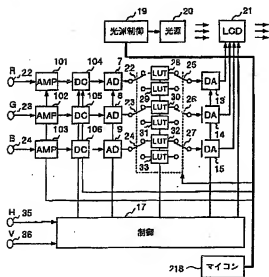 19 20 21
光源制御 光源 LCD
101 104 7
R 22 AMP DC AD 22 28 LUT 25 DA
102 105 8 29 LUT 13
G 23 AMP DC AD 23 30 LUT 26 DA
103 106 9 31 LUT 14
B 24 AMP DC AD 24 32 LUT 27 DA
33 LUT 15
17
H 35
制御
V 36
218 マイコン